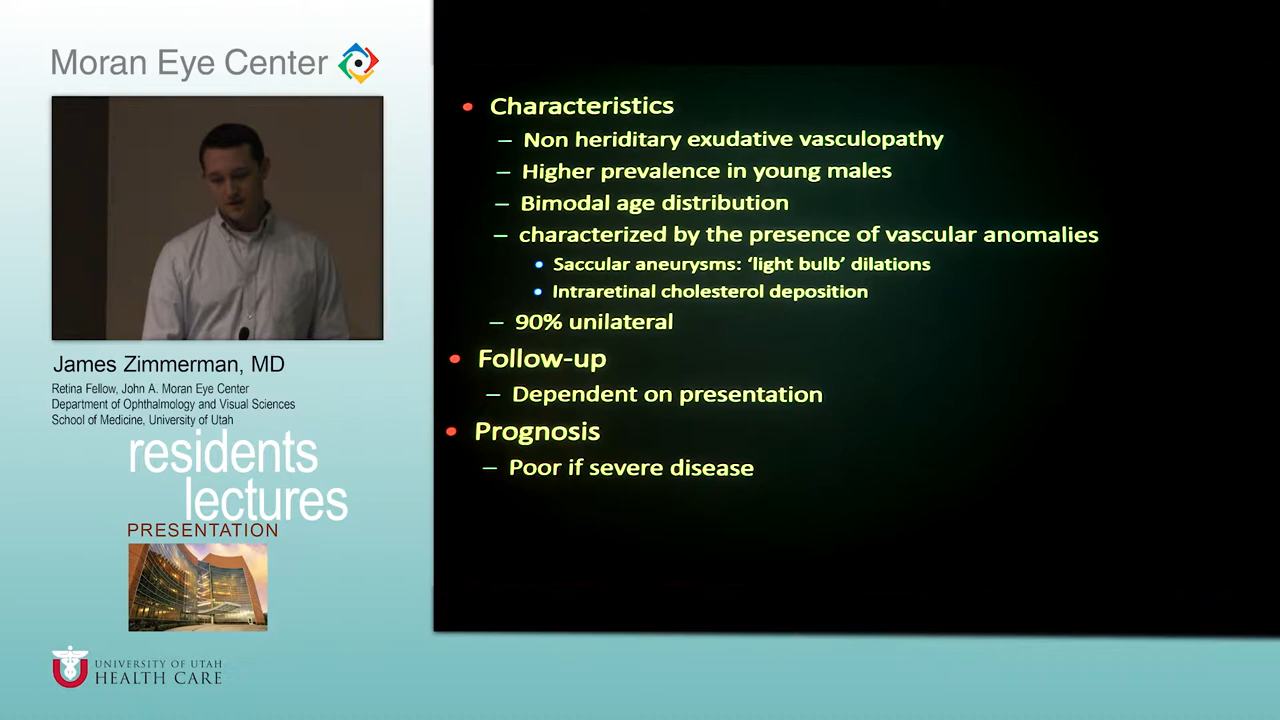 Moran Eye Center
James Zimmerman, MD
Retina Fellow, John A. Moran Eye Center
Department of Ophthalmology and Visual Sciences
School of Medicine, University of Utah
residents
lectures
PRESENTATION
UNIVERSITY OF UTAH
HEALTH CARE
• Characteristics
– Non heriditary exudative vasculopathy
– Higher prevalence in young males
– Bimodal age distribution
– characterized by the presence of vascular anomalies
• Saccular aneurysms: ‘light bulb’ dilations
• Intraretinal cholesterol deposition
– 90% unilateral
• Follow-up
– Dependent on presentation
• Prognosis
– Poor if severe disease